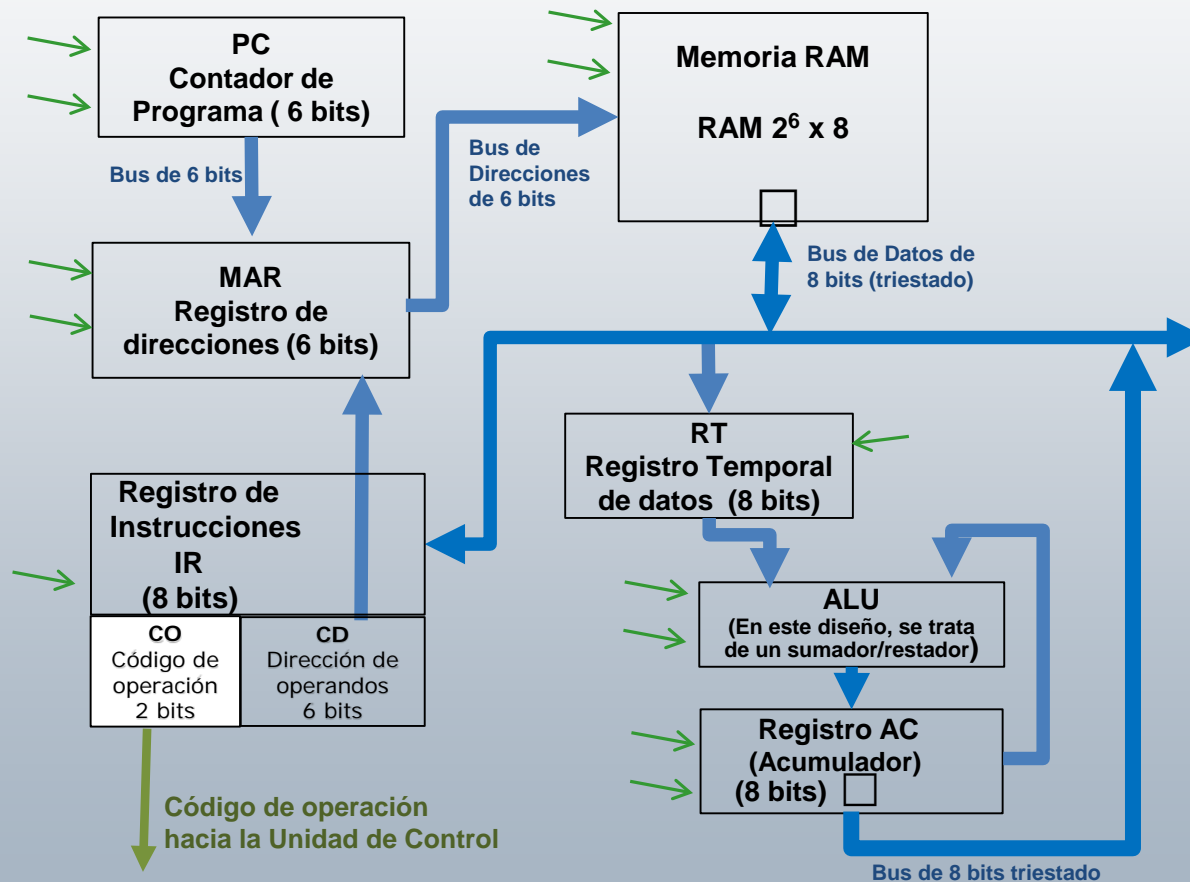 PC
Contador de
Programa ( 6 bits)
Memoria RAM
RAM 2⁶ x 8
Bus de 6 bits
Bus de
Direcciones
de 6 bits
MAR
Registro de
direcciones (6 bits)
Bus de Datos de
8 bits (triestado)
RT
Registro Temporal
de datos (8 bits)
Registro de
Instrucciones
IR
(8 bits)
CO
Código de
operación
2 bits
CD
Dirección de
operandos
6 bits
ALU
(En este diseño, se trata
de un sumador/restador)
Registro AC
(Acumulador)
(8 bits)
Código de operación
hacia la Unidad de Control
Bus de 8 bits triestado